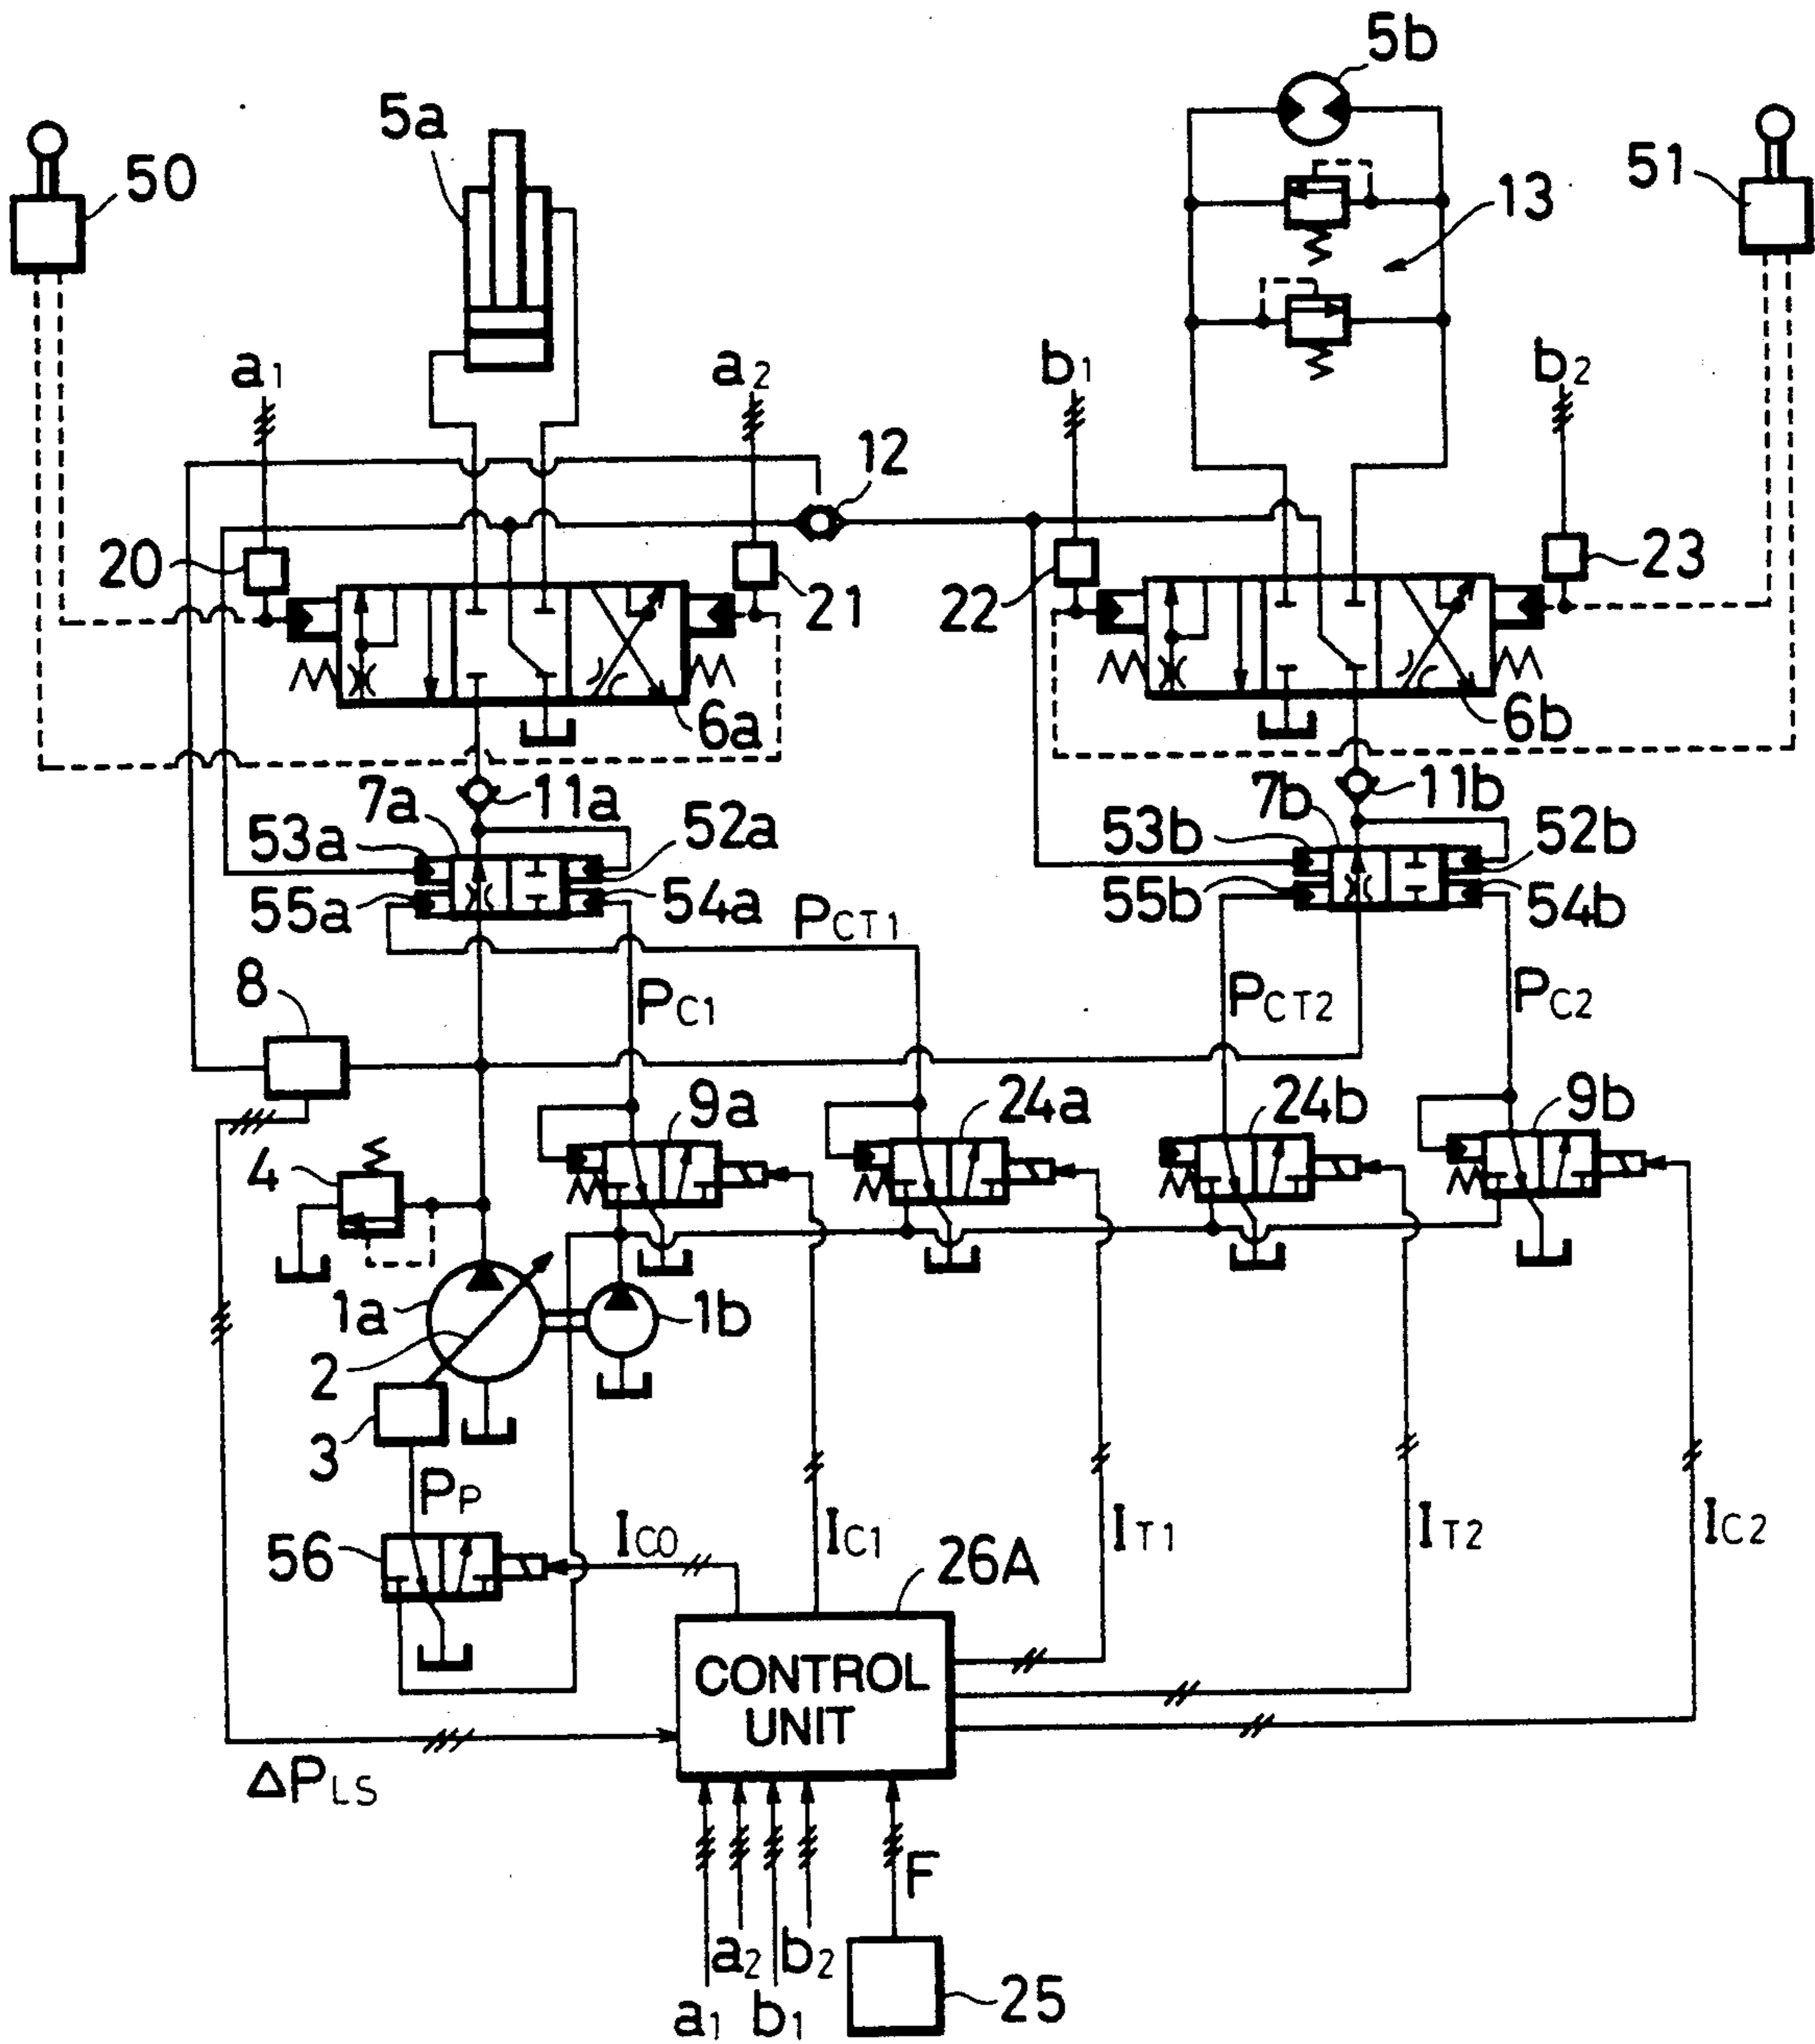 5b
5a
50
51
13
a1
a2
b1
b2
12
20
21
22
23
6a
6b
7a
11a
7b
11b
53a
52a
53b
52b
55a
54a
55b
54b
PCT1
8
PC1
PCT2
PC2
9a
24a
24b
9b
4
1a
1b
2
3
PP
56
IC0
IC1
IT1
IT2
IC2
26A
CONTROL
UNIT
ΔPLS
F
a2
b2
a1
b1
25